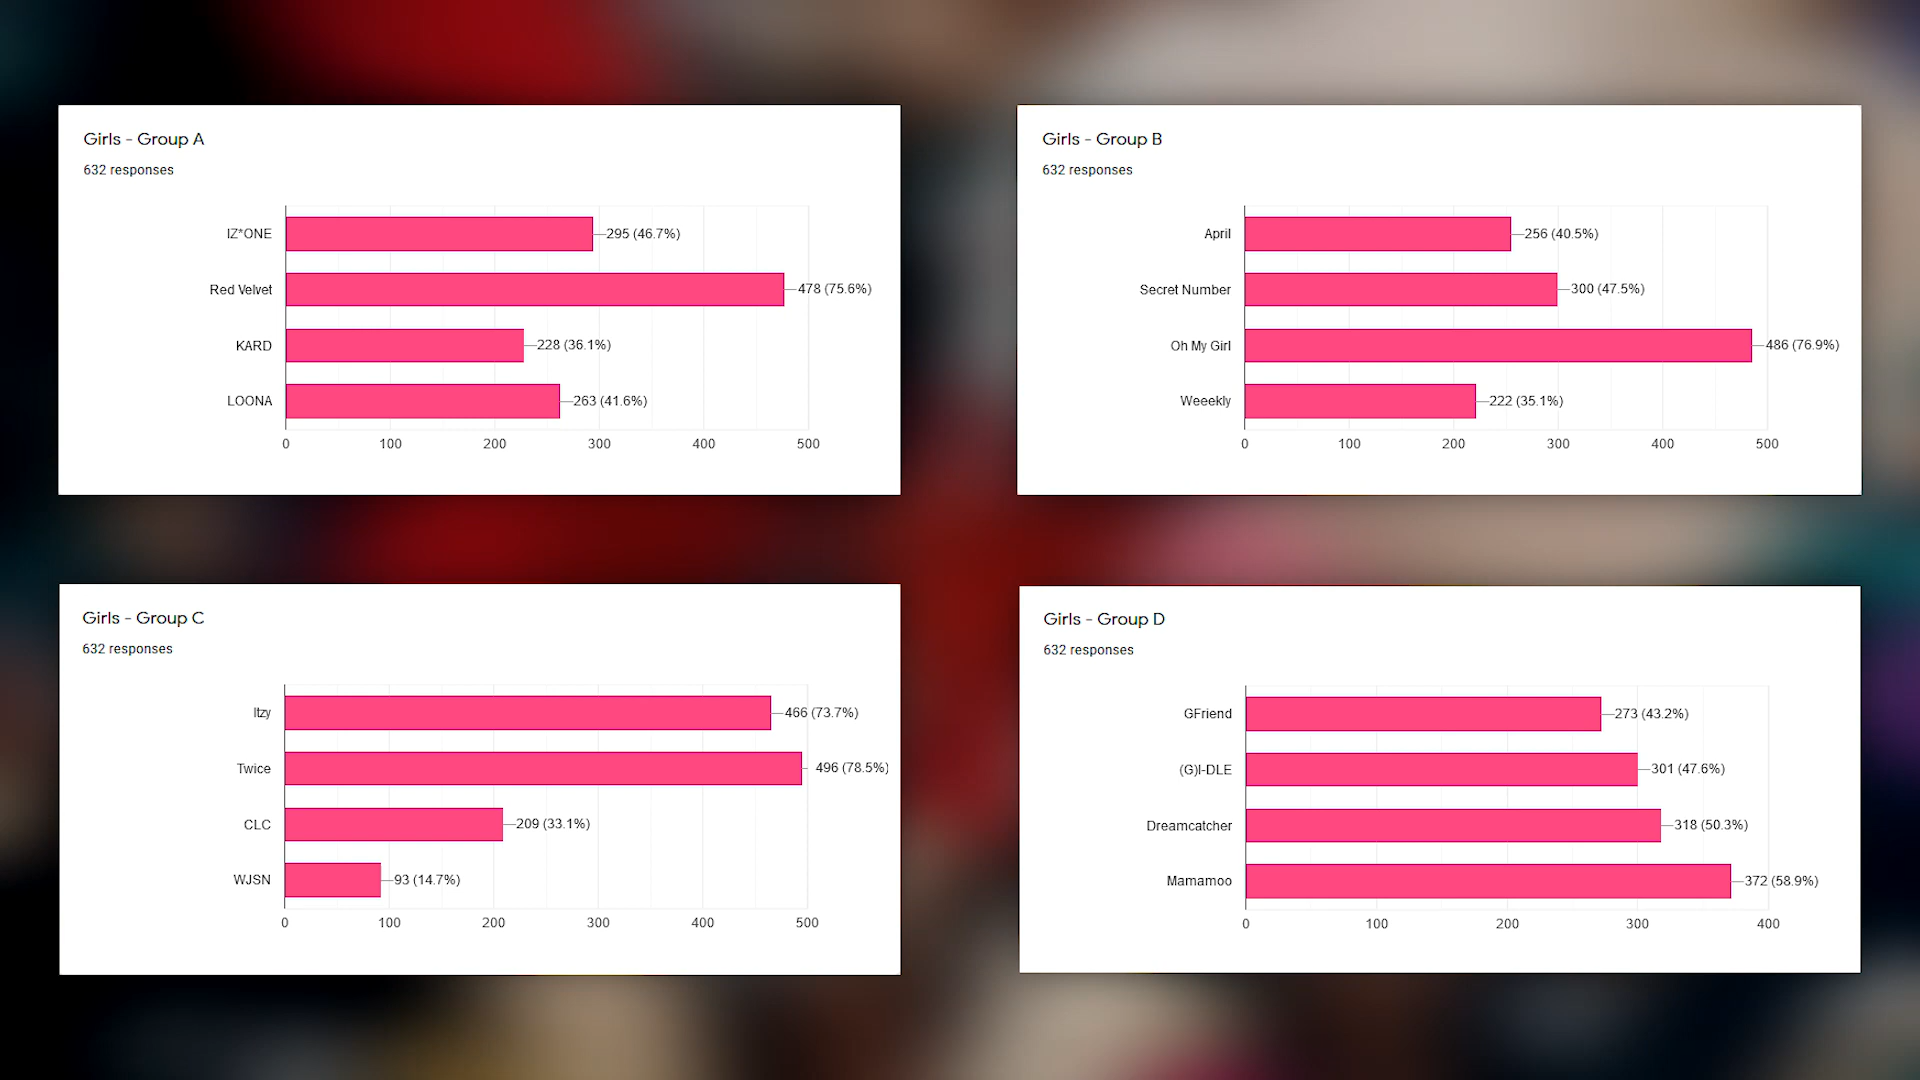 Girls - Group A
632 responses
IZ*ONE 295 (46.7%)
Red Velvet 478 (75.6%)
KARD 228 (36.1%)
LOONA 263 (41.6%)
0 100 200 300 400 500
Girls - Group B
632 responses
April 256 (40.5%)
Secret Number 300 (47.5%)
Oh My Girl 486 (76.9%)
Weeekly 222 (35.1%)
0 100 200 300 400 500
Girls - Group C
632 responses
Itzy 466 (73.7%)
Twice 496 (78.5%)
CLC 209 (33.1%)
WJSN 93 (14.7%)
0 100 200 300 400 500
Girls - Group D
632 responses
GFriend 273 (43.2%)
(G)I-DLE 301 (47.6%)
Dreamcatcher 318 (50.3%)
Mamamoo 372 (58.9%)
0 100 200 300 400